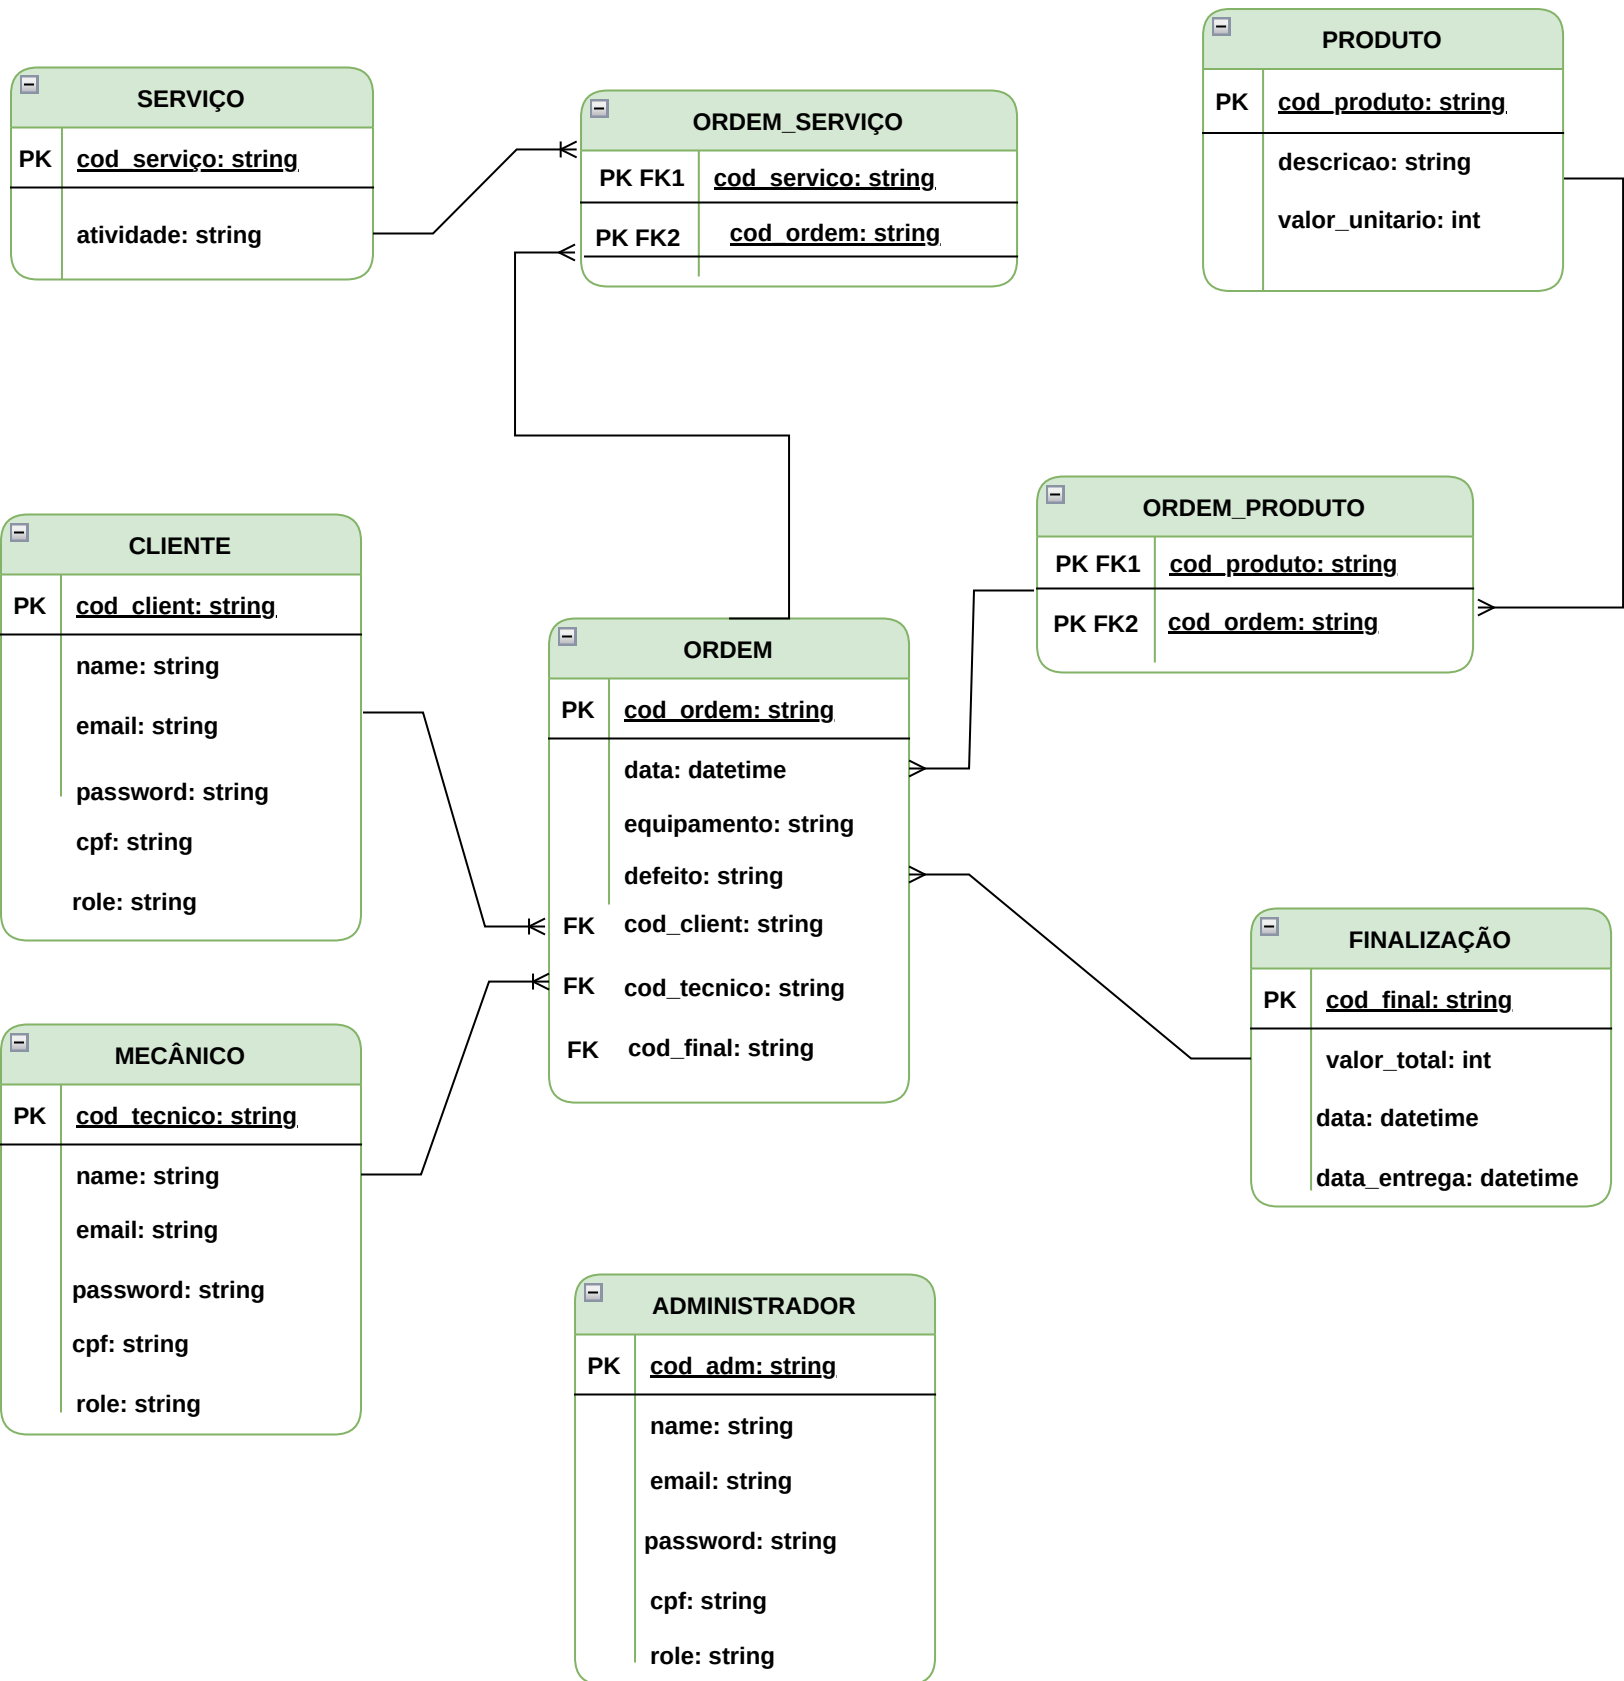 SERVIÇO
PK cod_serviço: string
atividade: string
ORDEM_SERVIÇO
PK FK1 cod_servico: string
PK FK2 cod_ordem: string
PRODUTO
PK cod_produto: string
descricao: string
valor_unitario: int
CLIENTE
PK cod_client: string
name: string
email: string
password: string
cpf: string
role: string
ORDEM
PK cod_ordem: string
data: datetime
equipamento: string
defeito: string
FK cod_client: string
FK cod_tecnico: string
FK cod_final: string
ORDEM_PRODUTO
PK FK1 cod_produto: string
PK FK2 cod_ordem: string
FINALIZAÇÃO
PK cod_final: string
valor_total: int
data: datetime
data_entrega: datetime
MECÂNICO
PK cod_tecnico: string
name: string
email: string
password: string
cpf: string
role: string
ADMINISTRADOR
PK cod_adm: string
name: string
email: string
password: string
cpf: string
role: string